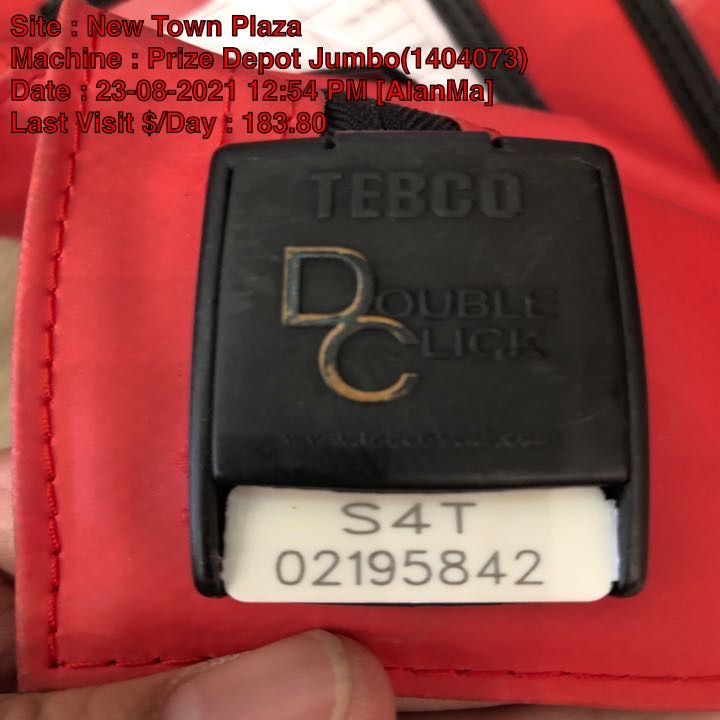 Site : New Town Plaza
Machine : Prize Depot Jumbo(1404073)
Date : 23-08-2021 12:54 PM [AlanMa]
Last Visit $/Day : 183.80
TEBCO
DOUBLE
CLICK
S4T
02195842